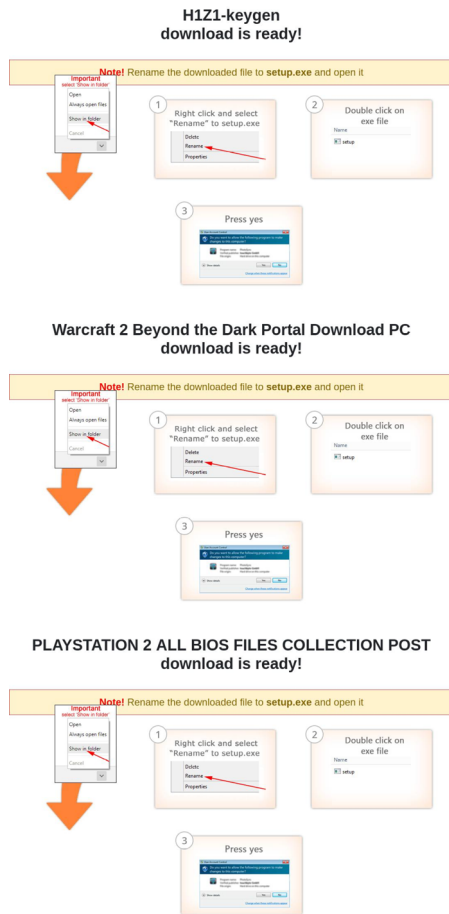 H1Z1-keygen
download is ready!
Note! Rename the downloaded file to setup.exe and open it
Important
select 'Show in folder'
Open
Always open files
Show in folder
Cancel
1
Right click and select
"Rename" to setup.exe
Delete
Rename
Properties
2
Double click on
exe file
Name
setup
3
Press yes
Warcraft 2 Beyond the Dark Portal Download PC
download is ready!
Note! Rename the downloaded file to setup.exe and open it
Important
select 'Show in folder'
Open
Always open files
Show in folder
Cancel
1
Right click and select
"Rename" to setup.exe
Delete
Rename
Properties
2
Double click on
exe file
Name
setup
3
Press yes
PLAYSTATION 2 ALL BIOS FILES COLLECTION POST
download is ready!
Note! Rename the downloaded file to setup.exe and open it
Important
select 'Show in folder'
Open
Always open files
Show in folder
Cancel
1
Right click and select
"Rename" to setup.exe
Delete
Rename
Properties
2
Double click on
exe file
Name
setup
3
Press yes